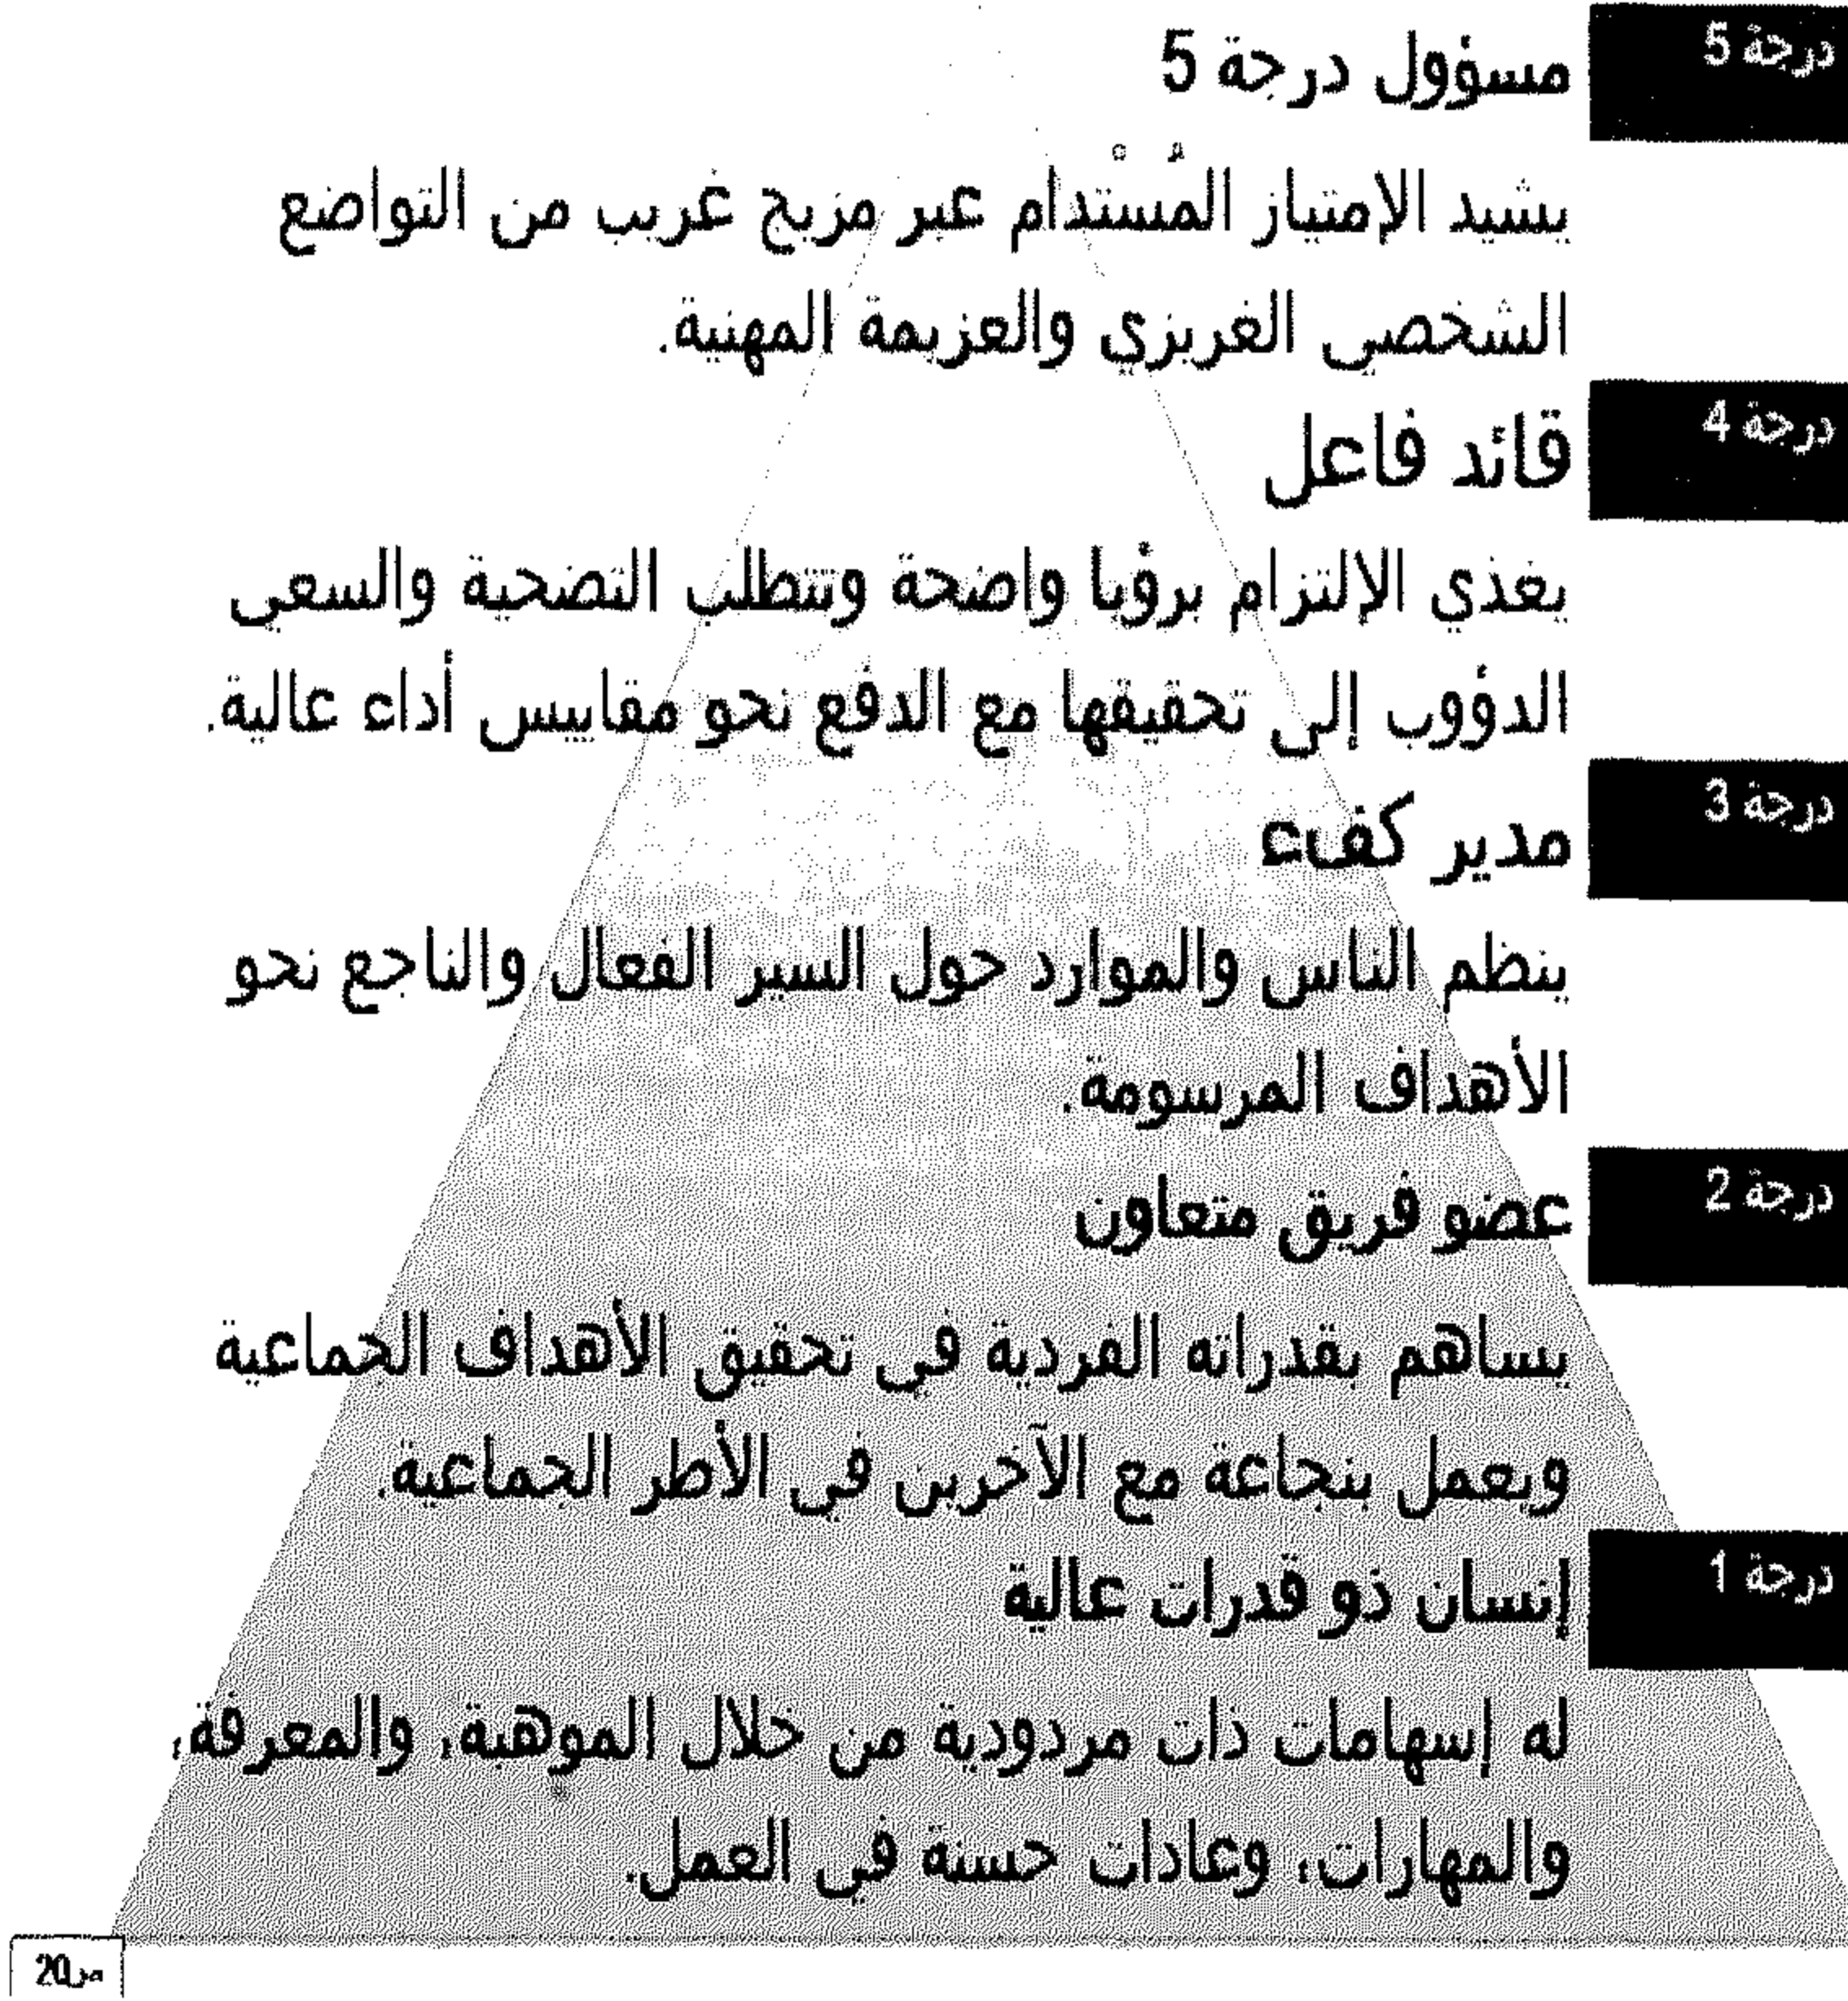 درجة 5
مسؤول درجة 5
يشيد الإمتياز المُسْتدام عبر مزيج غريب من التواضع
الشخصي الغريزي والعزيمة المهنية.
درجة 4
قائد فاعل
يغذي الإلتزام برؤيا واضحة وتتطلب التضحية والسعي
الدؤوب إلى تحقيقها مع الدفع نحو مقاييس أداء عالية.
درجة 3
مدير كفء
ينظم الناس والموارد حول السير الفعال والناجع نحو
الأهداف المرسومة.
درجة 2
عضو فريق متعاون
يساهم بقدراته الفردية في تحقيق الأهداف الجماعية
ويعمل بنجاعة مع الآخرين في الأطر الجماعية.
درجة 1
إنسان ذو قدرات عالية
له إسهامات ذات مردودية من خلال الموهبة، والمعرفة،
والمهارات، وعادات حسنة في العمل.
ص20